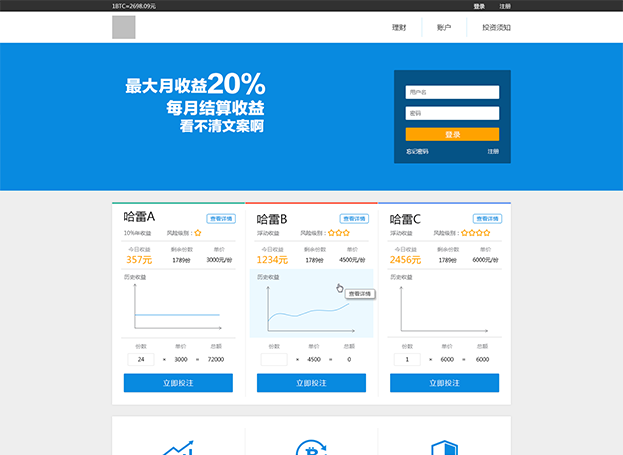 1BTC=2698.09元 登录 注册
理财 账户 投资须知
最大月收益20%
每月结算收益
看不清文案啊
用户名
密码
登录
忘记密码 注册
哈雷A 查看详情
10%年收益 风险级别：
今日收益 剩余份数 单价
357元 1789份 3000元/份
历史收益
份数 单价 总额
24 × 3000 = 72000
立即投注
哈雷B 查看详情
浮动收益 风险级别：
今日收益 剩余份数 单价
1234元 1789份 4500元/份
历史收益
查看详情
份数 单价 总额
× 4500 = 0
立即投注
哈雷C 查看详情
浮动收益 风险级别：
今日收益 剩余份数 单价
2456元 1789份 6000元/份
历史收益
份数 单价 总额
1 × 6000 = 6000
立即投注